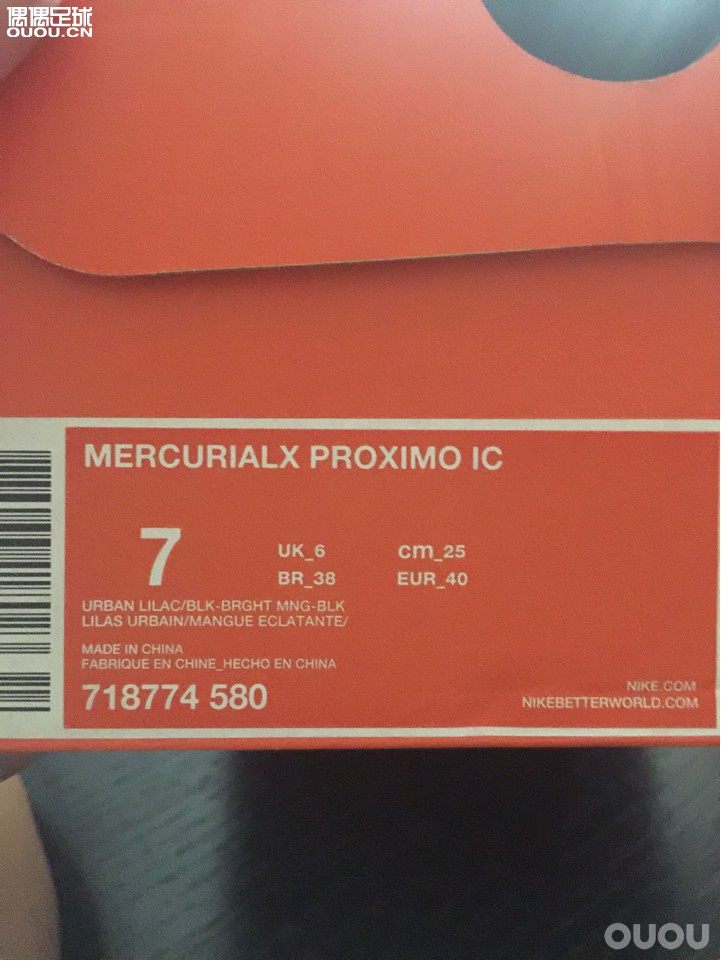 偶偶足球
OUOU.CN
MERCURIALX PROXIMO IC
7
UK_6 cm_25
BR_38 EUR_40
URBAN LILAC/BLK-BRGHT MNG-BLK
LILAS URBAIN/MANGUE ECLATANTE/
MADE IN CHINA
FABRIQUE EN CHINE_HECHO EN CHINA
718774 580
NIKE.COM
NIKEBETTERWORLD.COM
OUOU